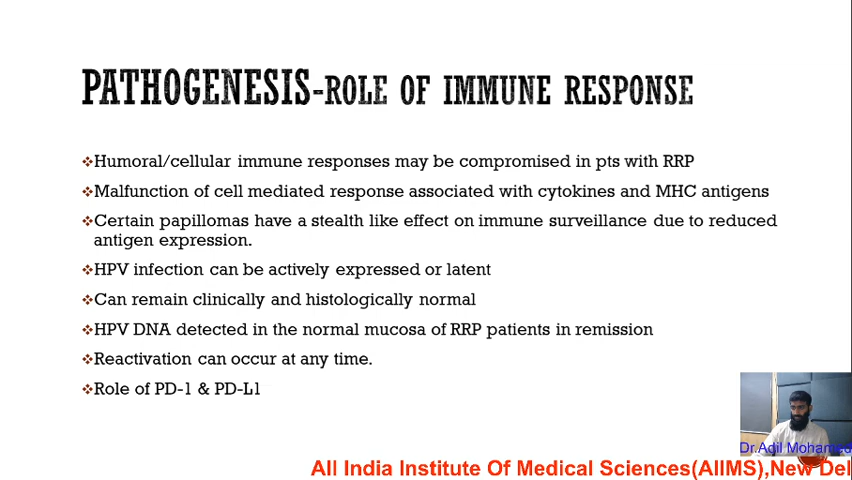 PATHOGENESIS-ROLE OF IMMUNE RESPONSE
❖Humoral/cellular immune responses may be compromised in pts with RRP
❖Malfunction of cell mediated response associated with cytokines and MHC antigens
❖Certain papillomas have a stealth like effect on immune surveillance due to reduced
antigen expression.
❖HPV infection can be actively expressed or latent
❖Can remain clinically and histologically normal
❖HPV DNA detected in the normal mucosa of RRP patients in remission
❖Reactivation can occur at any time.
❖Role of PD-1 & PD-L1
Dr.Aqil Mohamed
All India Institute Of Medical Sciences(AIIMS),New Del